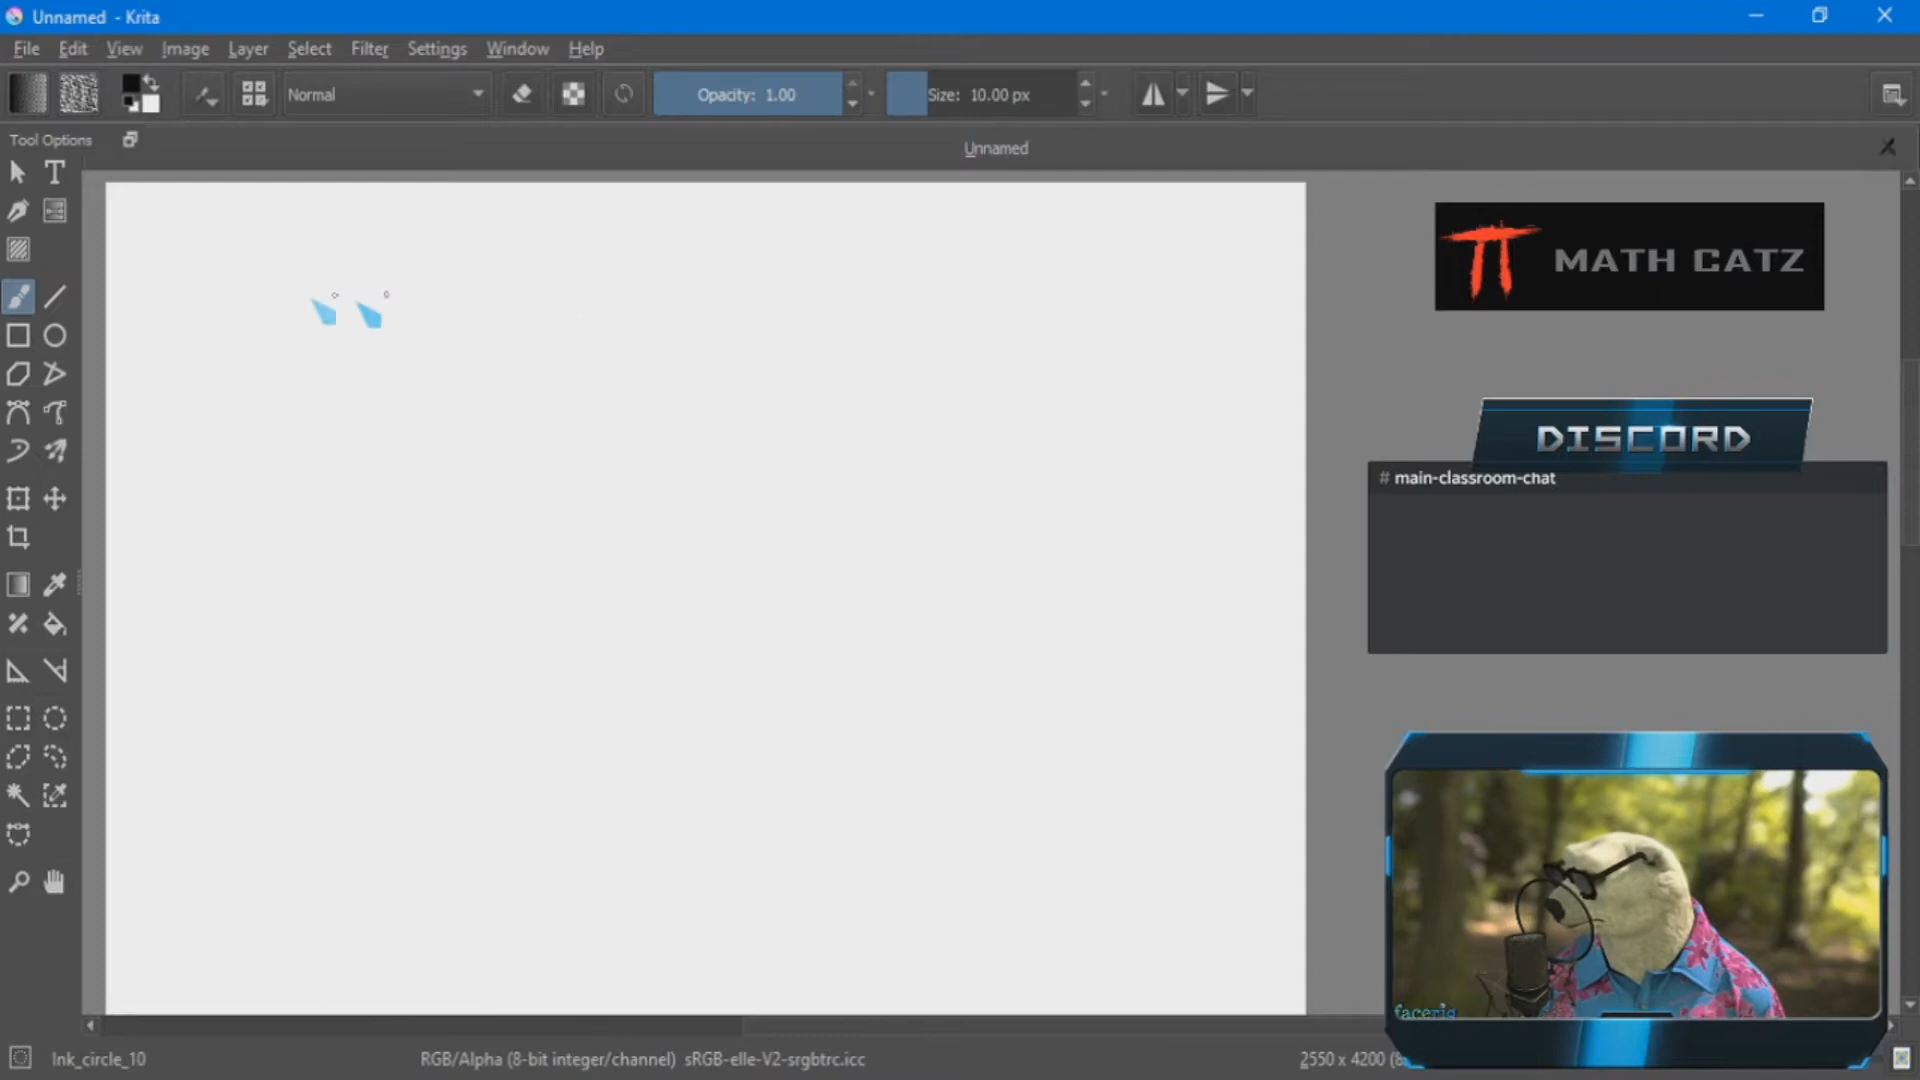 Unnamed - Krita
File Edit View Image Layer Select Filter Settings Window Help
Normal
Opacity: 1.00
Size: 10.00 px
Tool Options
Unnamed
π MATH CATZ
DISCORD
# main-classroom-chat
facerig
Ink_circle_10
RGB/Alpha (8-bit integer/channel) sRGB-elle-V2-srgbtrc.icc
2550 x 4200 (8